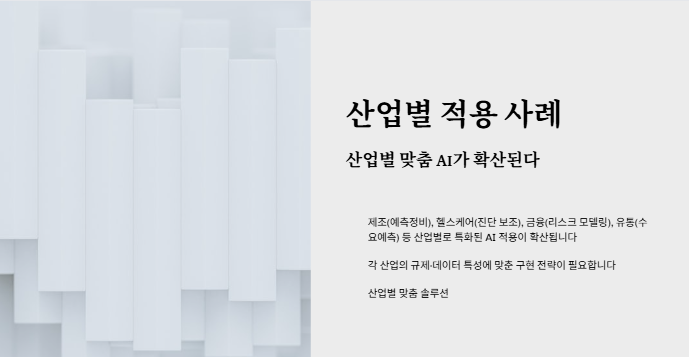 산업별 적용 사례
산업별 맞춤 AI가 확산된다
제조(예측정비), 헬스케어(진단 보조), 금융(리스크 모델링), 유통(수
요예측) 등 산업별로 특화된 AI 적용이 확산됩니다
각 산업의 규제·데이터 특성에 맞춘 구현 전략이 필요합니다
산업별 맞춤 솔루션